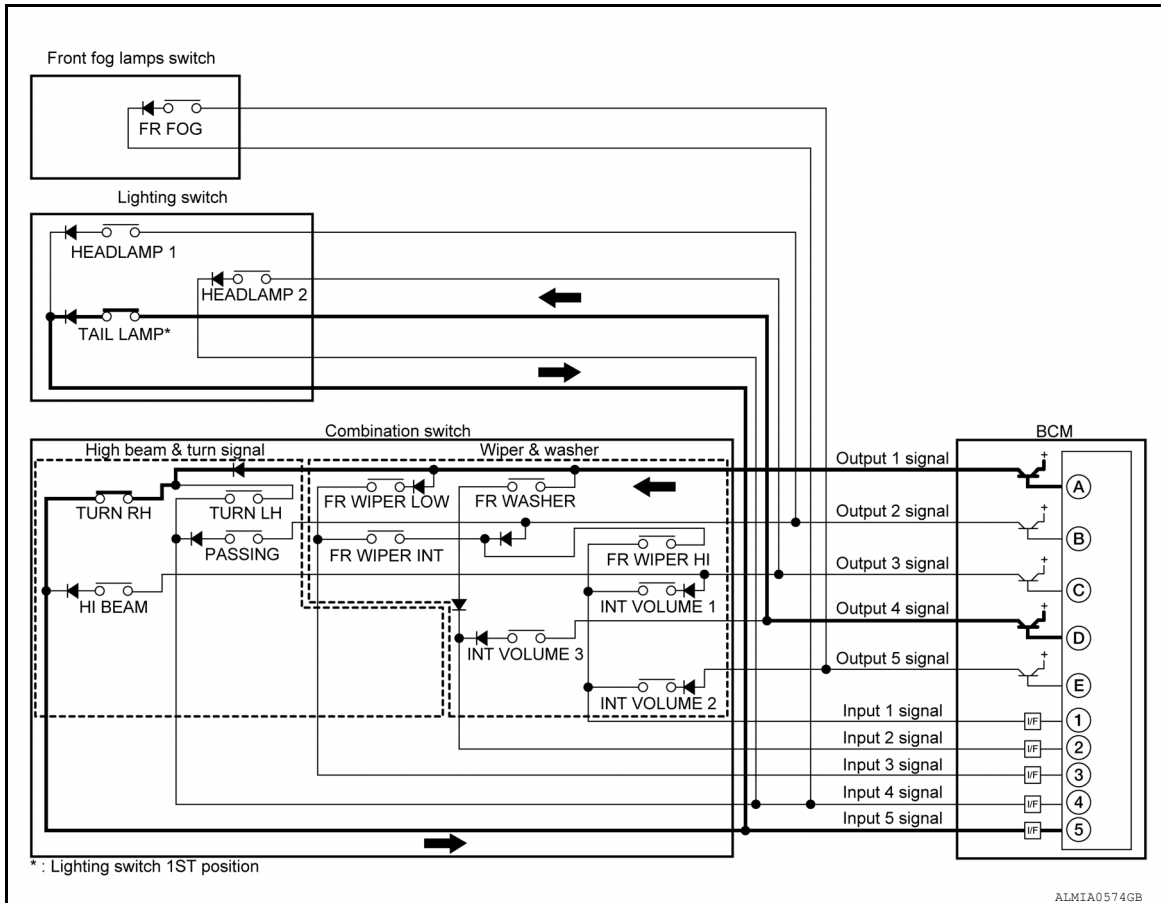 Front fog lamps switch
FR FOG
Lighting switch
HEADLAMP 1
HEADLAMP 2
TAIL LAMP*
Combination switch
BCM
High beam & turn signal
Wiper & washer
Output 1 signal
+
A
TURN RH
TURN LH
FR WIPER LOW
FR WASHER
Output 2 signal
+
B
PASSING
FR WIPER INT
FR WIPER HI
Output 3 signal
+
C
HI BEAM
INT VOLUME 1
Output 4 signal
+
D
INT VOLUME 3
Output 5 signal
+
E
INT VOLUME 2
Input 1 signal
I/F
1
Input 2 signal
I/F
2
Input 3 signal
I/F
3
Input 4 signal
I/F
4
Input 5 signal
I/F
5
* : Lighting switch 1ST position
ALMIA0574GB